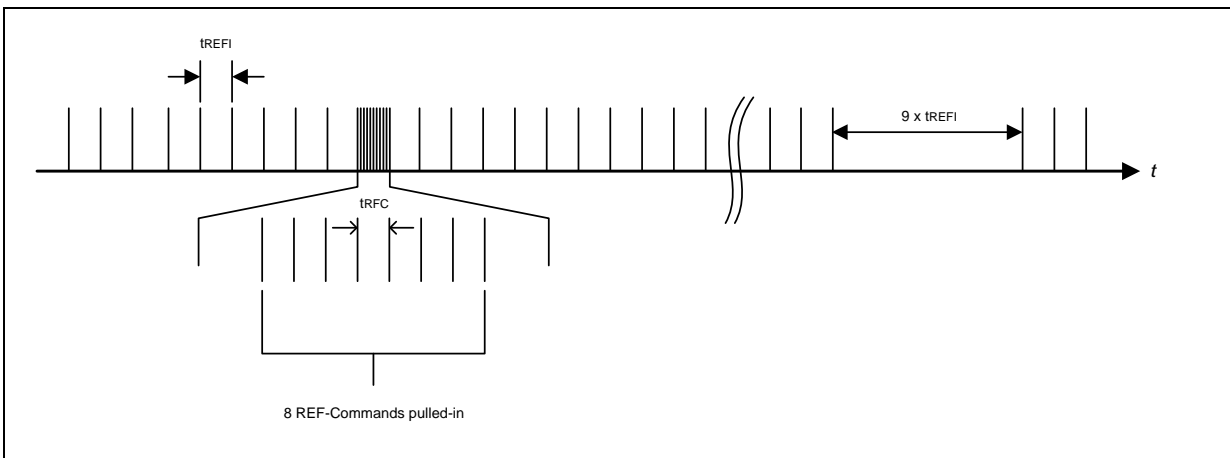 tREFI
9 x tREFI
t
tRFC
8 REF-Commands pulled-in